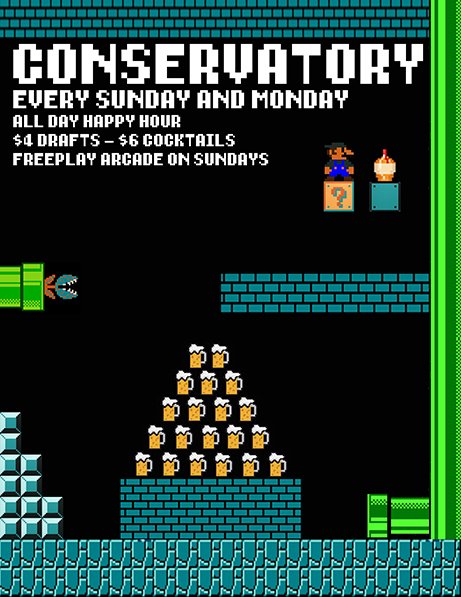 CONSERVATORY
EVERY SUNDAY AND MONDAY
ALL DAY HAPPY HOUR
$4 DRAFTS – $6 COCKTAILS
FREEPLAY ARCADE ON SUNDAYS
?